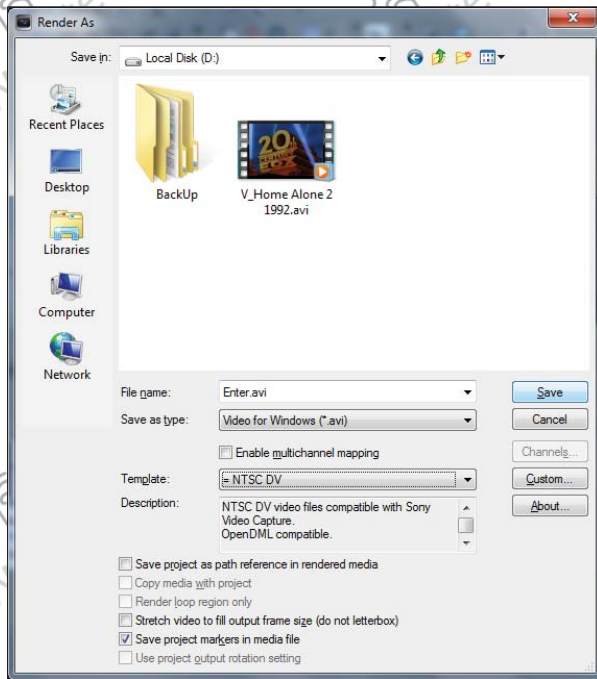 Render As
X
Save in: Local Disk (D:)
Recent Places
Desktop
Libraries
Computer
Network
BackUp
V_Home Alone 2 1992.avi
20
CENTURY
FOX
File name: Enter.avi
Save
Save as type: Video for Windows (*.avi)
Cancel
Enable multichannel mapping
Channels...
Template: = NTSC DV
Custom...
Description: NTSC DV video files compatible with Sony
Video Capture.
OpenDML compatible.
About...
Save project as path reference in rendered media
Copy media with project
Render loop region only
Stretch video to fill output frame size (do not letterbox)
Save project markers in media file
Use project output rotation setting